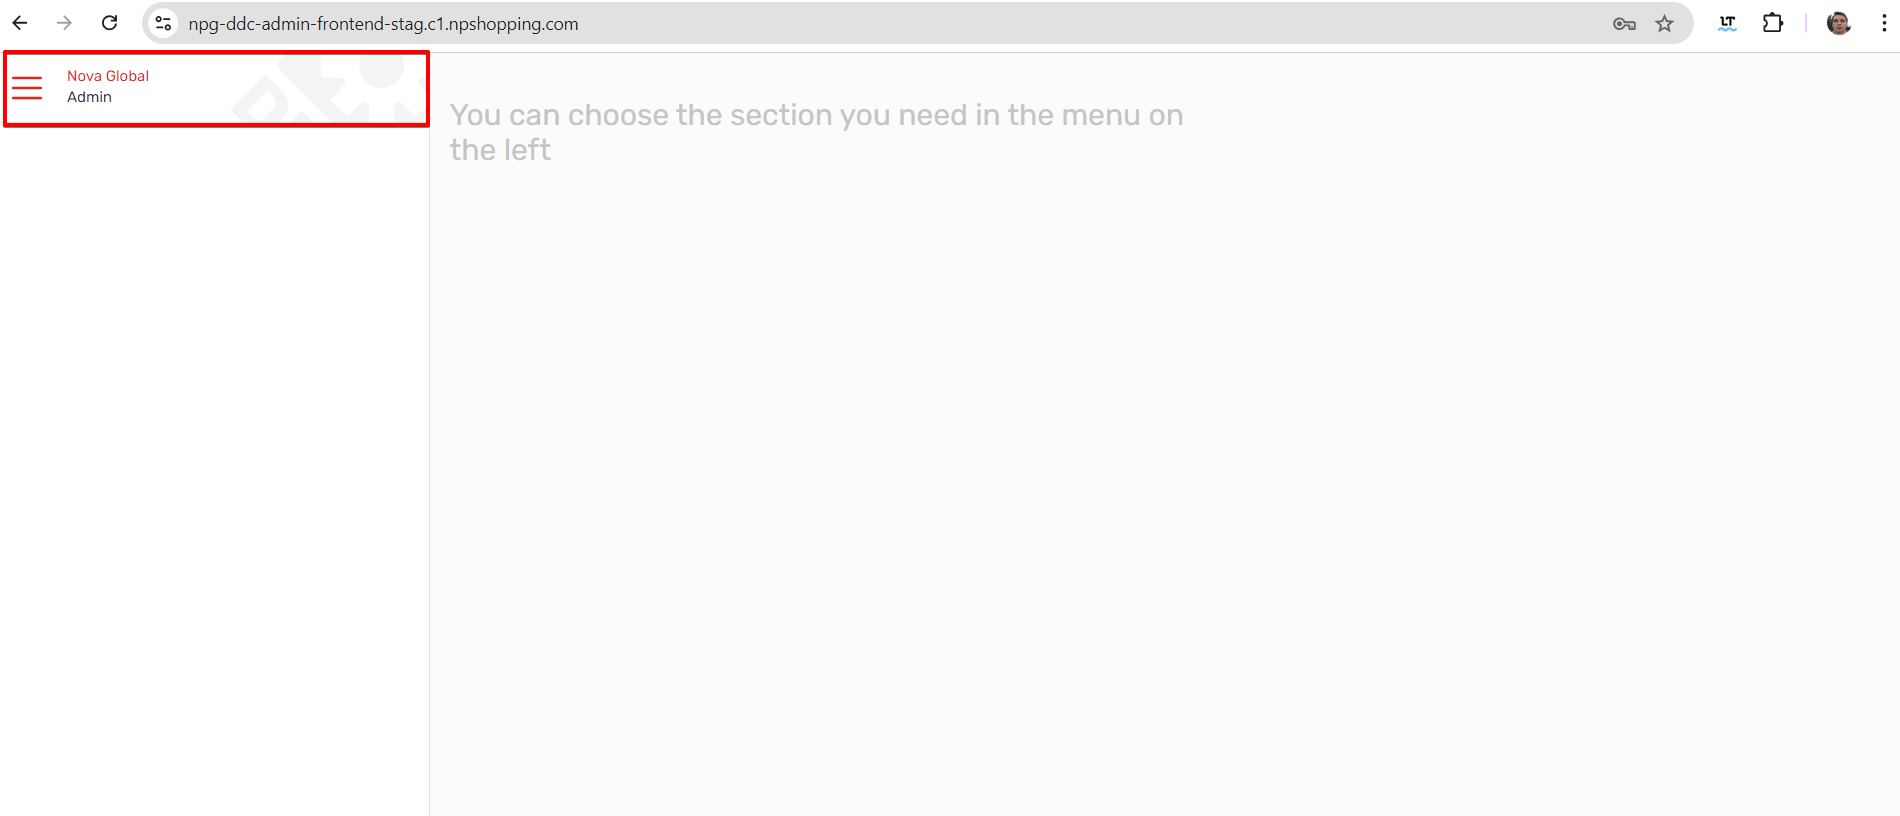 npg-ddc-admin-frontend-stag.c1.npshopping.com
LT
Nova Global
Admin
You can choose the section you need in the menu on
the left